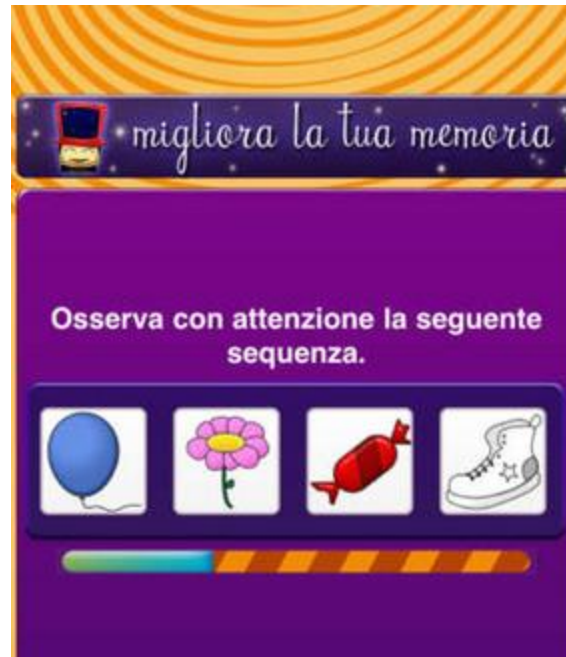 migliora la tua memoria
Osserva con attenzione la seguente
sequenza.